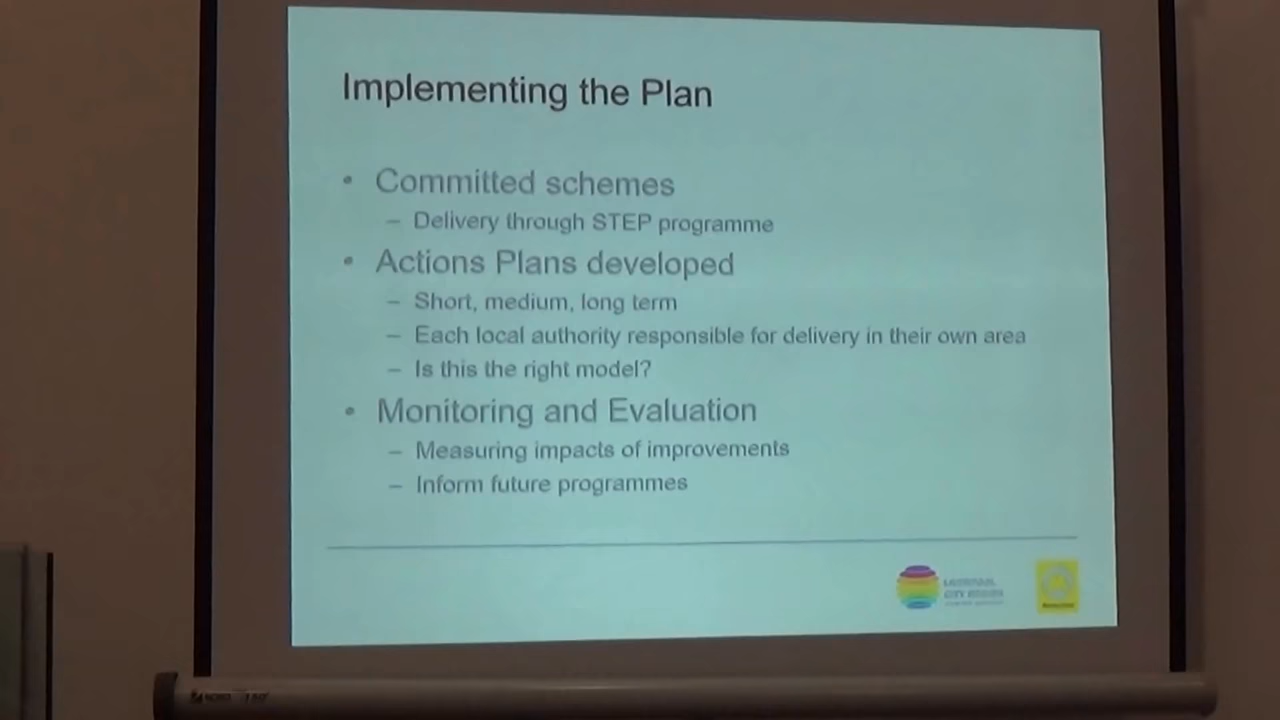 Implementing the Plan
• Committed schemes
– Delivery through STEP programme
• Actions Plans developed
– Short, medium, long term
– Each local authority responsible for delivery in their own area
– Is this the right model?
• Monitoring and Evaluation
– Measuring impacts of improvements
– Inform future programmes
CITY REGION